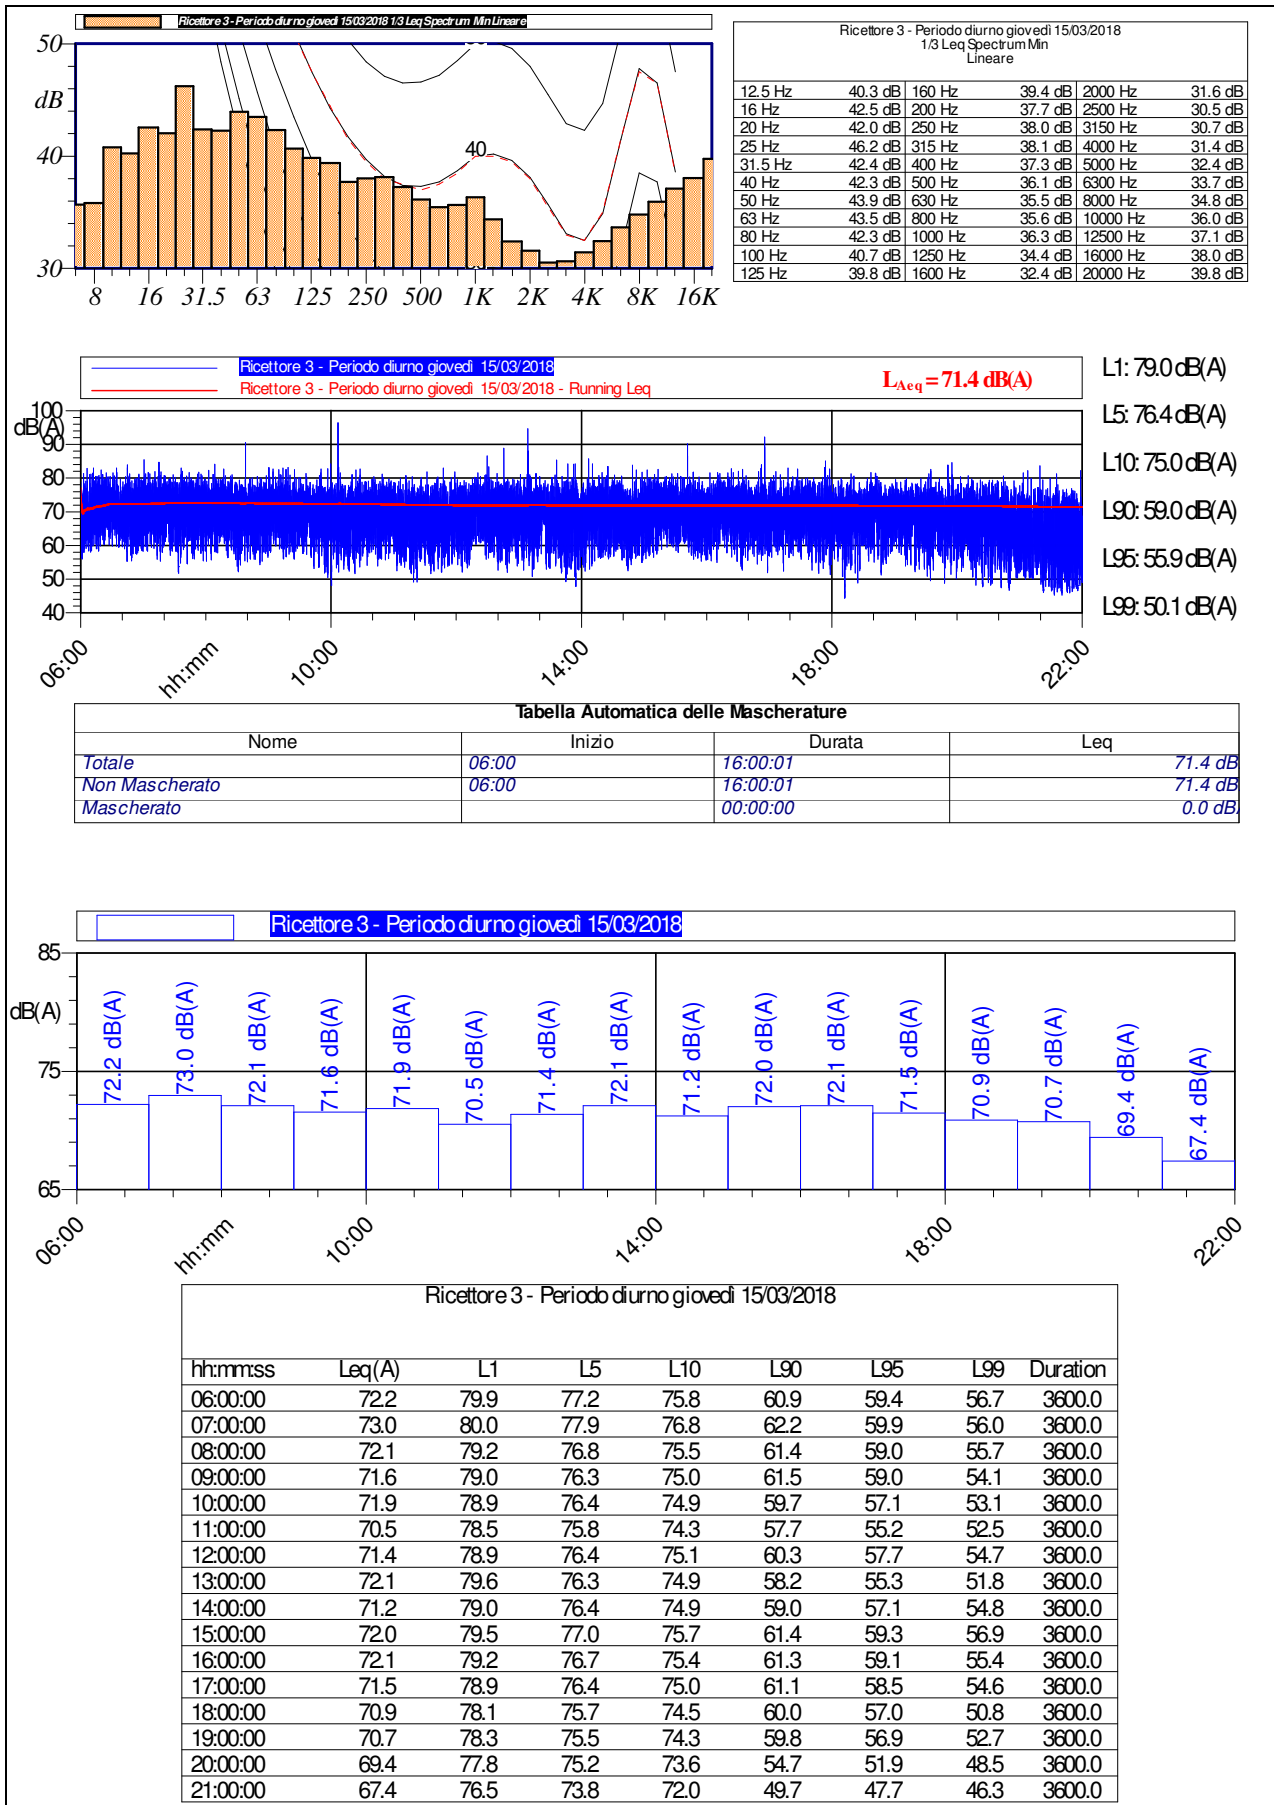 Ricettore 3 - Periodo diurno giovedì 15/03/2018 1/3 Leq Spectrum Min Lineare
50
dB
40
30
40
8 16 31.5 63 125 250 500 1K 2K 4K 8K 16K
Ricettore 3 - Periodo diurno giovedì 15/03/2018
1/3 Leq Spectrum Min
Lineare
12.5 Hz 40.3 dB 160 Hz 39.4 dB 2000 Hz 31.6 dB
16 Hz 42.5 dB 200 Hz 37.7 dB 2500 Hz 30.5 dB
20 Hz 42.0 dB 250 Hz 38.0 dB 3150 Hz 30.7 dB
25 Hz 46.2 dB 315 Hz 38.1 dB 4000 Hz 31.4 dB
31.5 Hz 42.4 dB 400 Hz 37.3 dB 5000 Hz 32.4 dB
40 Hz 42.3 dB 500 Hz 36.1 dB 6300 Hz 33.7 dB
50 Hz 43.9 dB 630 Hz 35.5 dB 8000 Hz 34.8 dB
63 Hz 43.5 dB 800 Hz 35.6 dB 10000 Hz 36.0 dB
80 Hz 42.3 dB 1000 Hz 36.3 dB 12500 Hz 37.1 dB
100 Hz 40.7 dB 1250 Hz 34.4 dB 16000 Hz 38.0 dB
125 Hz 39.8 dB 1600 Hz 32.4 dB 20000 Hz 39.8 dB
Ricettore 3 - Periodo diurno giovedì 15/03/2018
Ricettore 3 - Periodo diurno giovedì 15/03/2018 - Running Leq
LAeq = 71.4 dB(A)
L1: 79.0 dB(A)
L5: 76.4 dB(A)
L10: 75.0 dB(A)
L90: 59.0 dB(A)
L95: 55.9 dB(A)
L99: 50.1 dB(A)
100
dB(A)
90
80
70
60
50
40
06:00 hh:mm 10:00 14:00 18:00 22:00
Tabella Automatica delle Mascherature
Nome Inizio Durata Leq
Totale 06:00 16:00:01 71.4 dB
Non Mascherato 06:00 16:00:01 71.4 dB
Mascherato 00:00:00 0.0 dB
Ricettore 3 - Periodo diurno giovedì 15/03/2018
85
dB(A)
75
65
72.2 dB(A)
73.0 dB(A)
72.1 dB(A)
71.6 dB(A)
71.9 dB(A)
70.5 dB(A)
71.4 dB(A)
72.1 dB(A)
71.2 dB(A)
72.0 dB(A)
72.1 dB(A)
71.5 dB(A)
70.9 dB(A)
70.7 dB(A)
69.4 dB(A)
67.4 dB(A)
06:00 hh:mm 10:00 14:00 18:00 22:00
Ricettore 3 - Periodo diurno giovedì 15/03/2018
hh:mm:ss Leq(A) L1 L5 L10 L90 L95 L99 Duration
06:00:00 72.2 79.9 77.2 75.8 60.9 59.4 56.7 3600.0
07:00:00 73.0 80.0 77.9 76.8 62.2 59.9 56.0 3600.0
08:00:00 72.1 79.2 76.8 75.5 61.4 59.0 55.7 3600.0
09:00:00 71.6 79.0 76.3 75.0 61.5 59.0 54.1 3600.0
10:00:00 71.9 78.9 76.4 74.9 59.7 57.1 53.1 3600.0
11:00:00 70.5 78.5 75.8 74.3 57.7 55.2 52.5 3600.0
12:00:00 71.4 78.9 76.4 75.1 60.3 57.7 54.7 3600.0
13:00:00 72.1 79.6 76.3 74.9 58.2 55.3 51.8 3600.0
14:00:00 71.2 79.0 76.4 74.9 59.0 57.1 54.8 3600.0
15:00:00 72.0 79.5 77.0 75.7 61.4 59.3 56.9 3600.0
16:00:00 72.1 79.2 76.7 75.4 61.3 59.1 55.4 3600.0
17:00:00 71.5 78.9 76.4 75.0 61.1 58.5 54.6 3600.0
18:00:00 70.9 78.1 75.7 74.5 60.0 57.0 50.8 3600.0
19:00:00 70.7 78.3 75.5 74.3 59.8 56.9 52.7 3600.0
20:00:00 69.4 77.8 75.2 73.6 54.7 51.9 48.5 3600.0
21:00:00 67.4 76.5 73.8 72.0 49.7 47.7 46.3 3600.0